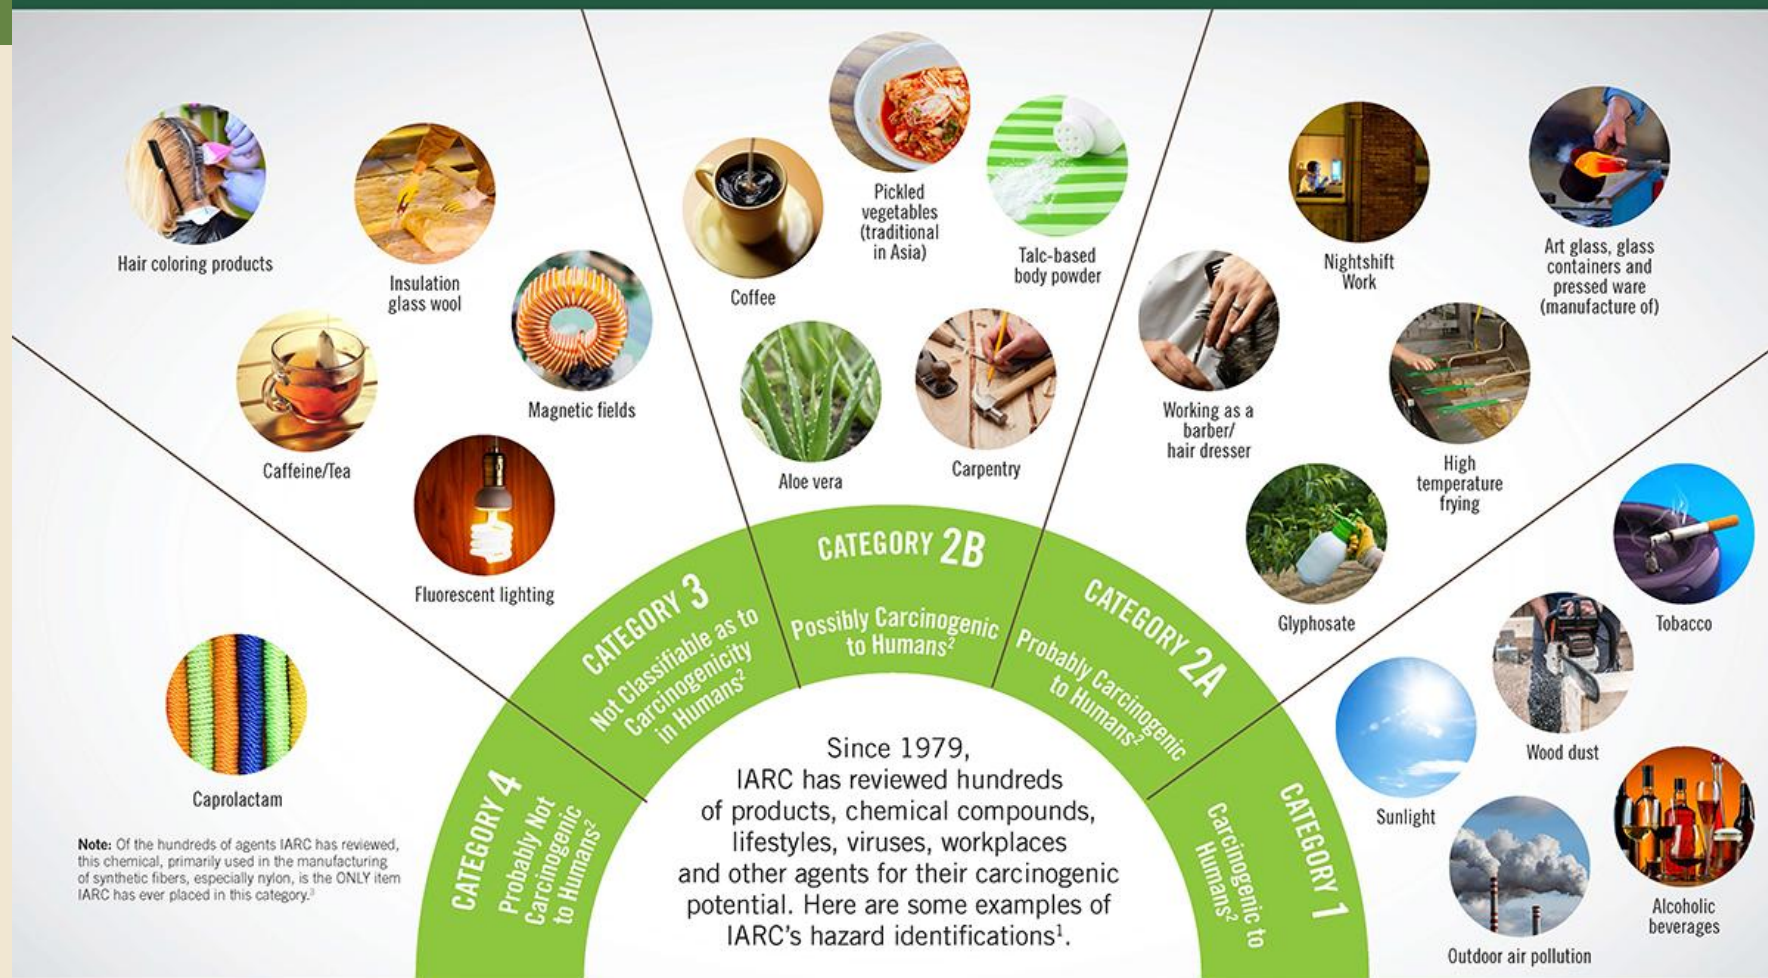 Hair coloring products
Insulation
glass wool
Magnetic fields
Caffeine/Tea
Fluorescent lighting
Coffee
Pickled
vegetables
(traditional
in Asia)
Talc-based
body powder
Aloe vera
Carpentry
Nightshift
Work
Art glass, glass
containers and
pressed ware
(manufacture of)
Working as a
barber/
hair dresser
High
temperature
frying
Glyphosate
Tobacco
Wood dust
Sunlight
Alcoholic
beverages
Outdoor air pollution
Caprolactam
Note: Of the hundreds of agents IARC has reviewed,
this chemical, primarily used in the manufacturing
of synthetic fibers, especially nylon, is the ONLY item
IARC has ever placed in this category.³
CATEGORY 4
Probably Not
Carcinogenic
to Humans²
CATEGORY 3
Not Classifiable as to
Carcinogenicity
in Humans²
CATEGORY 2B
Possibly Carcinogenic
to Humans²
CATEGORY 2A
Probably Carcinogenic
to Humans²
CATEGORY 1
Carcinogenic to
Humans²
Since 1979,
IARC has reviewed hundreds
of products, chemical compounds,
lifestyles, viruses, workplaces
and other agents for their carcinogenic
potential. Here are some examples of
IARC's hazard identifications¹.